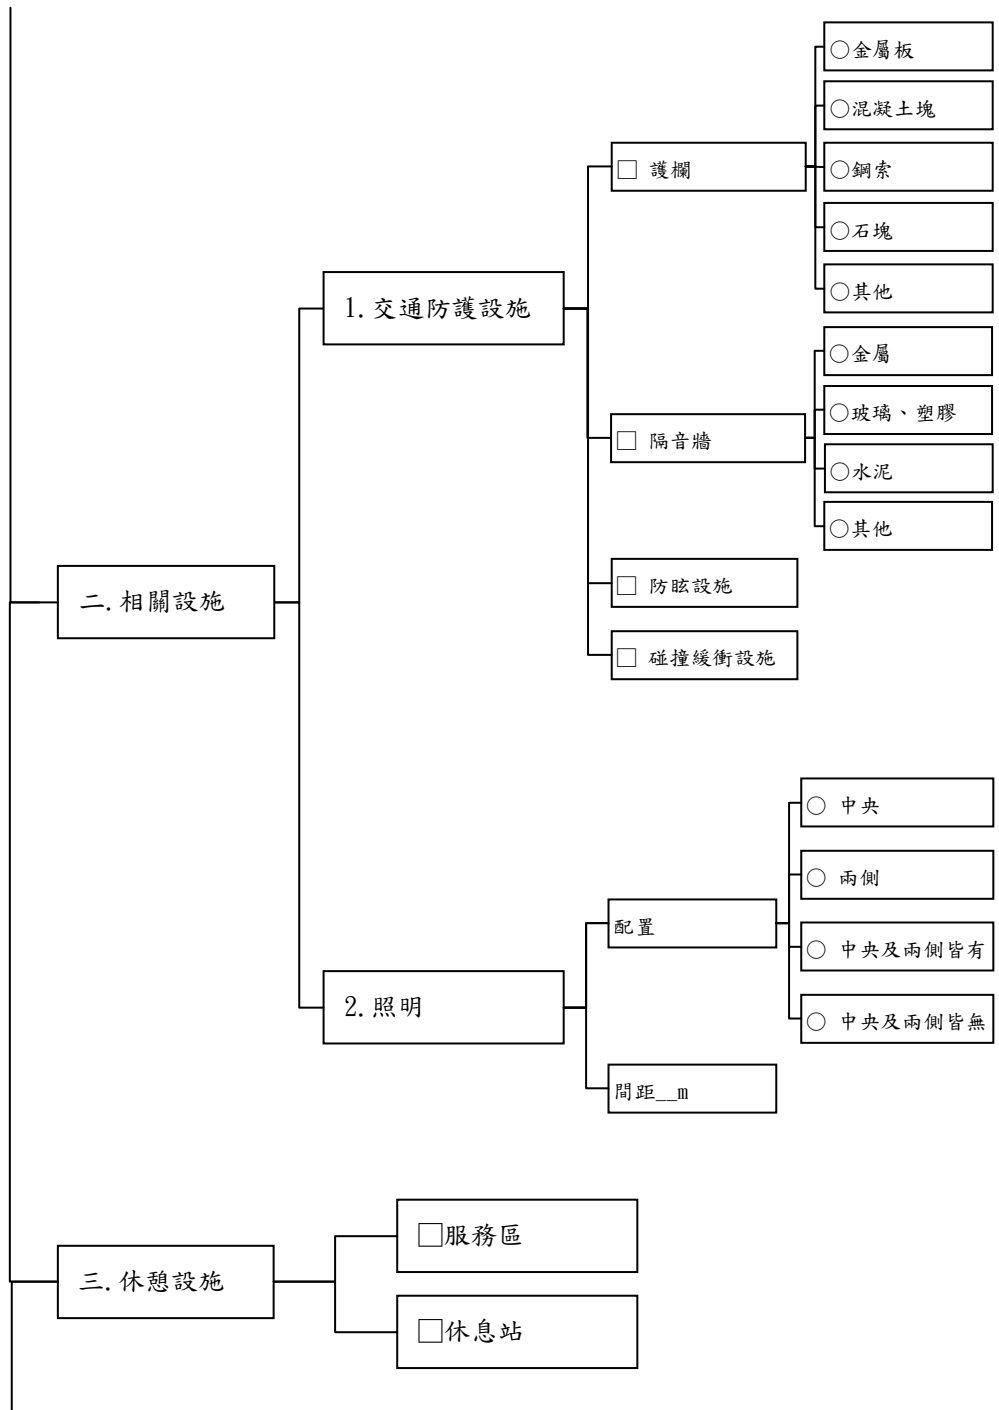 ○金屬板
○混凝土塊
□ 護欄
○鋼索
○石塊
○其他
1.交通防護設施
○金屬
○玻璃、塑膠
□ 隔音牆
○水泥
○其他
二.相關設施
□ 防眩設施
□ 碰撞緩衝設施
○ 中央
○ 兩側
配置
○ 中央及兩側皆有
2.照明
○ 中央及兩側皆無
間距__m
□服務區
三.休憩設施
□休息站